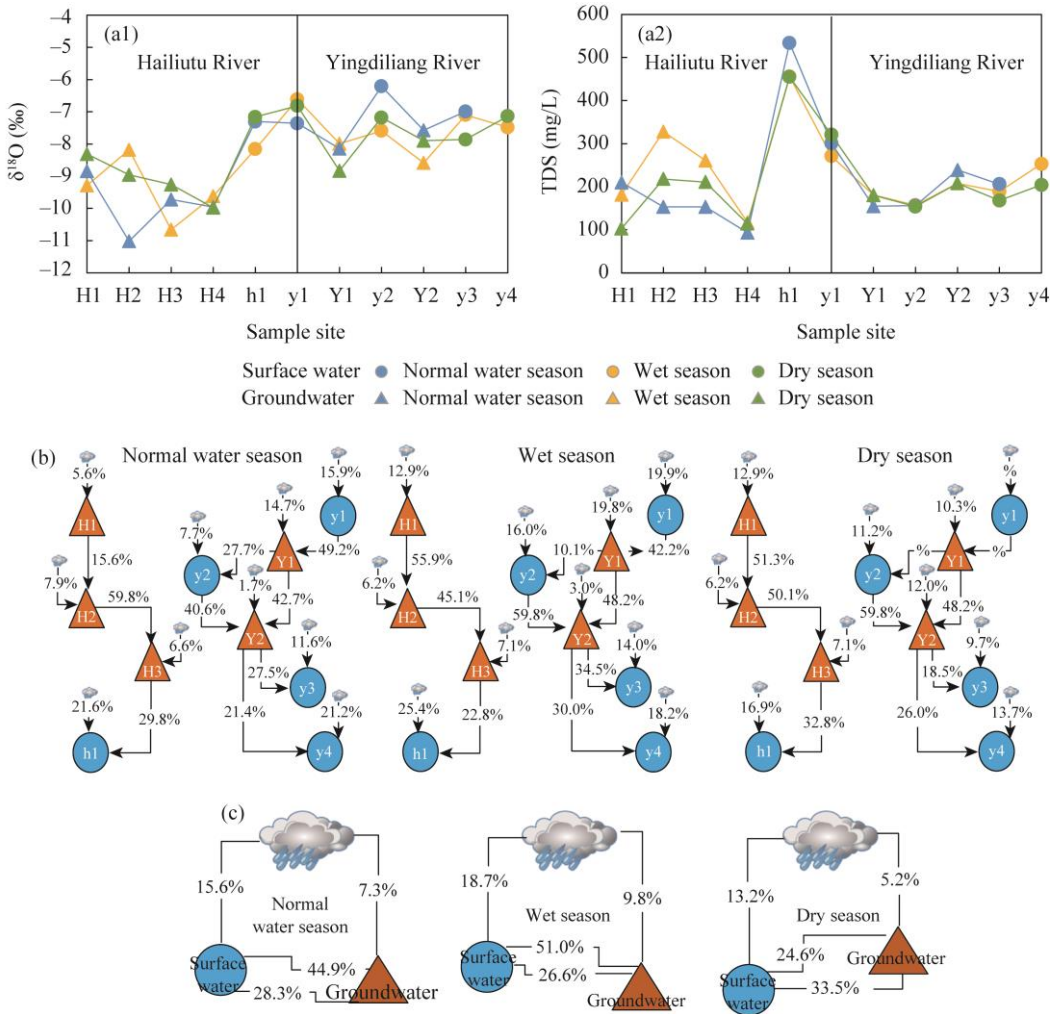 (a1)
Hailiutu River
Yingdiliang River
δ¹⁸O (‰)
–4
–5
–6
–7
–8
–9
–10
–11
–12
H1 H2 H3 H4 h1 y1 Y1 y2 Y2 y3 y4
Sample site
(a2)
Hailiutu River
Yingdiliang River
TDS (mg/L)
600
500
400
300
200
100
0
H1 H2 H3 H4 h1 y1 Y1 y2 Y2 y3 y4
Sample site
Surface water Normal water season Wet season Dry season
Groundwater Normal water season Wet season Dry season
(b)
Normal water season
5.6%
15.9%
H1
14.7%
y1
7.7%
15.6%
27.7%
Y1
49.2%
y2
7.9%
1.7%
59.8%
42.7%
H2
40.6%
Y2
6.6%
11.6%
H3
27.5%
y3
21.6%
29.8%
21.4%
21.2%
h1
y4
Wet season
12.9%
19.9%
H1
19.8%
y1
16.0%
55.9%
10.1%
Y1
42.2%
y2
6.2%
3.0%
45.1%
48.2%
H2
59.8%
Y2
7.1%
14.0%
H3
34.5%
y3
25.4%
22.8%
30.0%
18.2%
h1
y4
Dry season
12.9%
%
H1
10.3%
y1
11.2%
51.3%
%
Y1
%
y2
6.2%
12.0%
50.1%
48.2%
H2
59.8%
Y2
7.1%
9.7%
H3
18.5%
y3
16.9%
32.8%
26.0%
13.7%
h1
y4
(c)
15.6%
7.3%
Normal
water season
Surface
water
44.9%
28.3%
Groundwater
18.7%
9.8%
Wet season
Surface
water
51.0%
26.6%
Groundwater
13.2%
5.2%
Dry season
24.6%
Groundwater
Surface
water
33.5%